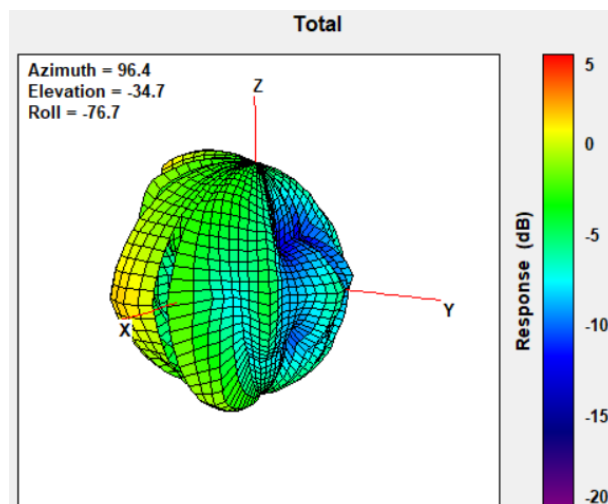 Total
Azimuth = 96.4
Elevation = -34.7
Roll = -76.7
Z
X
Y
5
0
-5
-10
-15
-20
Response (dB)